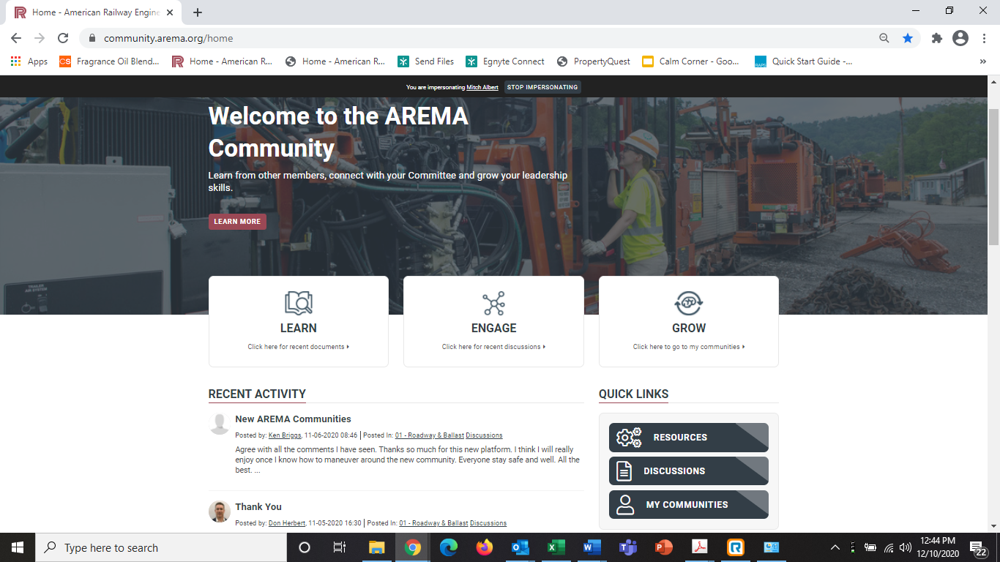 Home - American Railway Engine
community.arema.org/home
Apps
Fragrance Oil Blend...
Home - American R...
Home - American R...
Send Files
Egnyte Connect
PropertyQuest
Calm Corner - Goo...
Quick Start Guide -...
You are impersonating Mitch Albert STOP IMPERSONATING
Welcome to the AREMA
Community
Learn from other members, connect with your Committee and grow your leadership
skills.
LEARN MORE
TRAILER
AIR SYSTEM
LEARN
Click here for recent documents
ENGAGE
Click here for recent discussions
GROW
Click here to go to my communities
RECENT ACTIVITY
New AREMA Communities
Posted by: Ken Briggs, 11-06-2020 08:46 | Posted In: 01 - Roadway & Ballast Discussions
Agree with all the comments I have seen. Thanks so much for this new platform. I think I will really
enjoy once I know how to maneuver around the new community. Everyone stay safe and well. All the
best. ...
Thank You
Posted by: Don Herbert, 11-05-2020 16:30 | Posted In: 01 - Roadway & Ballast Discussions
QUICK LINKS
RESOURCES
DISCUSSIONS
MY COMMUNITIES
Type here to search
12:44 PM
12/10/2020
22